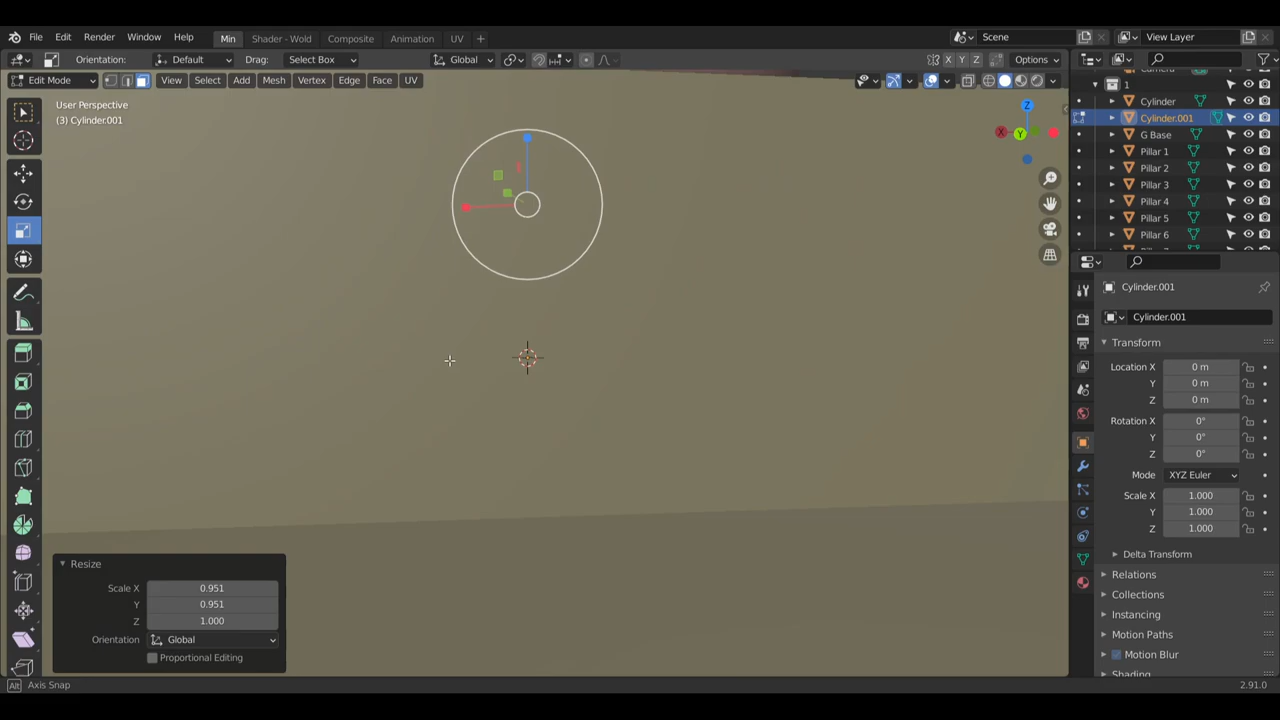 File Edit Render Window Help Min Shader - Wold Composite Animation UV + Scene View Layer
Orientation: Default Drag: Select Box Global X Y Z Options
Edit Mode View Select Add Mesh Vertex Edge Face UV
User Perspective
(3) Cylinder.001
Z
X
Y
1
Cylinder
Cylinder.001
G Base
Pillar 1
Pillar 2
Pillar 3
Pillar 4
Pillar 5
Pillar 6
Cylinder.001
Cylinder.001
Transform
Location X 0 m
Y 0 m
Z 0 m
Rotation X 0°
Y 0°
Z 0°
Mode XYZ Euler
Scale X 1.000
Y 1.000
Z 1.000
Delta Transform
Relations
Collections
Instancing
Motion Paths
Motion Blur
Shading
Resize
Scale X 0.951
Y 0.951
Z 1.000
Orientation Global
Proportional Editing
Alt Axis Snap 2.91.0